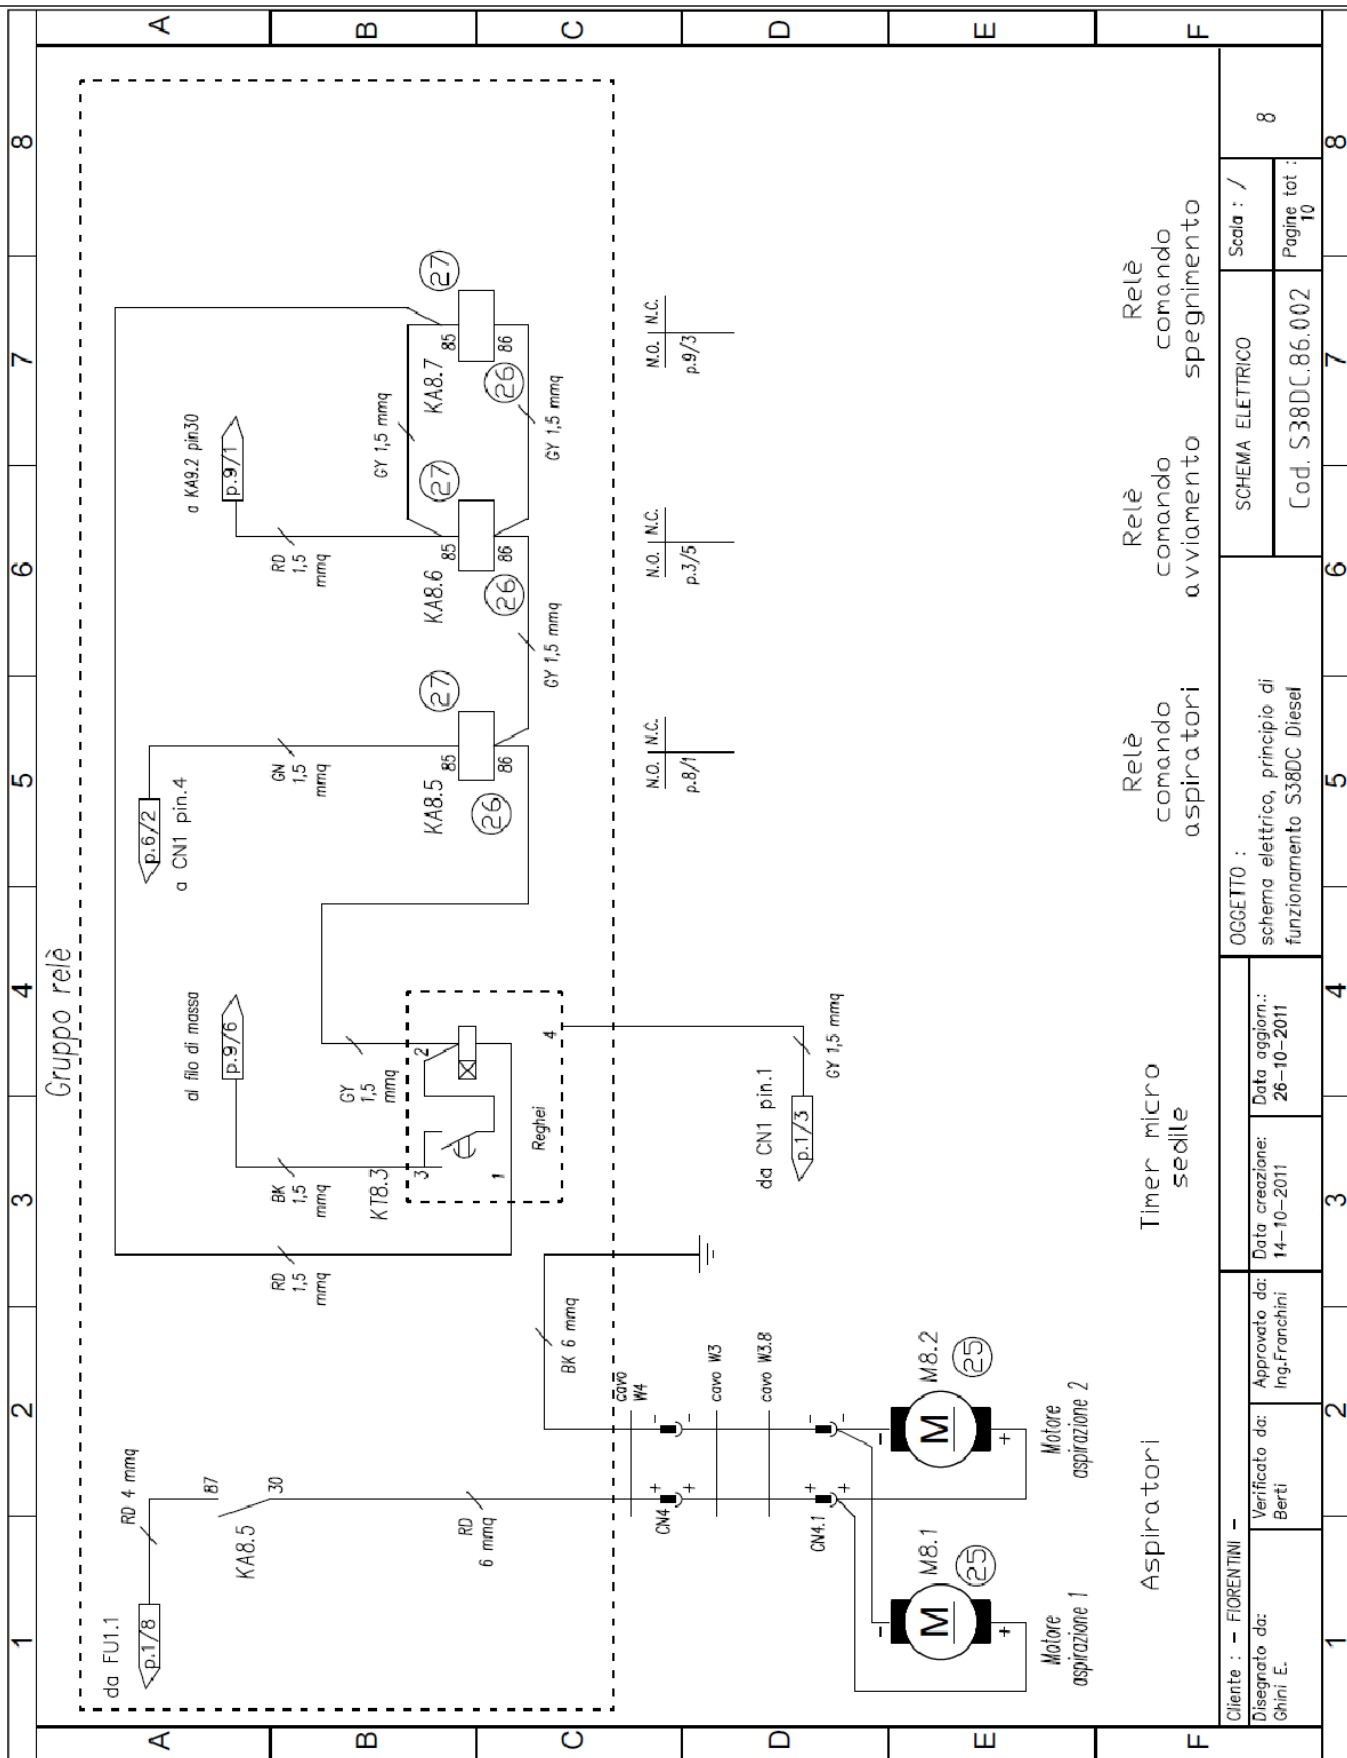 1
2
3
4
5
6
7
8
A
B
C
D
E
F
Gruppo relè
da FU1.1
p.1/8
RD 4 mmq
87
30
KA8.5
RD
6 mmq
BK 6 mmq
cavo
W4
CN4
+
-
+
-
cavo W3
cavo W3.8
CN4.1
+
-
+
-
M8.1
25
M
-
+
Motore
aspirazione 1
M8.2
25
M
-
+
Motore
aspirazione 2
RD
1,5
mmq
al filo di massa
p.9/6
BK
1,5
mmq
KT8.3
3
2
1
4
Reghei
GY
1,5
mmq
da CN1 pin.1
p.1/3
GY 1,5 mmq
p.6/2
a CN1 pin.4
GN
1,5
mmq
KA8.5
85
86
27
26
GY 1,5 mmq
a KA9.2 pin30
p.9/1
RD
1,5
mmq
KA8.6
85
86
27
26
GY 1,5 mmq
GY 1,5 mmq
KA8.7
85
86
27
26
N.O. N.C.
p.8/1
N.O. N.C.
p.3/5
N.O. N.C.
p.9/3
Aspiratori
Timer micro
sedile
Relè
comando
aspiratori
Relè
comando
avviamento
Relè
comando
spegnimento
Cliente : - FIORENTINI -
Disegnato da:
Ghini E.
Verificato da:
Berti
Approvato da:
Ing.Franchini
Data creazione:
14-10-2011
Data aggiorn.:
26-10-2011
OGGETTO :
schema elettrico, principio di
funzionamento S38DC Diesel
SCHEMA ELETTRICO
Cod. S38DC.86.002
Scala : /
8
Pagine tot :
10
A
B
C
D
E
F
1
2
3
4
5
6
7
8